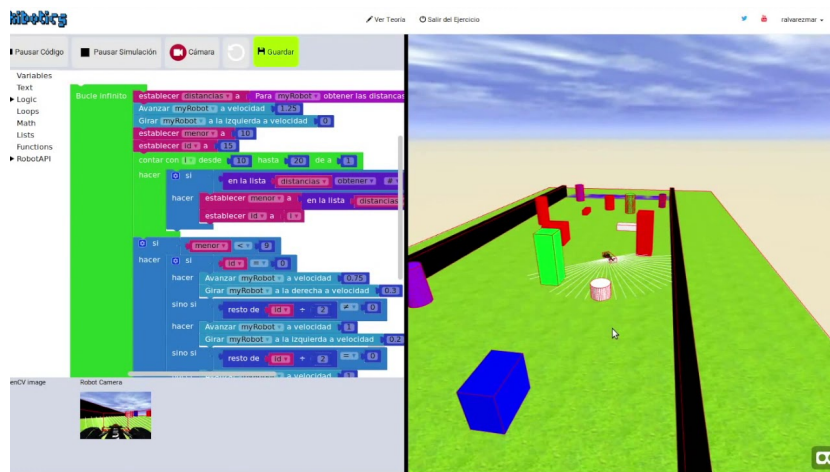 kibotics
Ver Teoría
Salir del Ejercicio
ralvarezmar
Pausar Código
Pausar Simulación
Cámara
Guardar
Variables
Text
Logic
Loops
Math
Lists
Functions
RobotAPI
Bucle infinito
establecer distancias a Para myRobot obtener las distancas
Avanzar myRobot a velocidad 1.25
Girar myRobot a la izquierda a velocidad 0
establecer menor a 10
establecer id a 15
contar con i desde 10 hasta 20 de a 1
hacer si
en la lista distancias obtener ≠
hacer establecer menor a en la lista distancias
establecer id a i
si menor < 9
hacer si id = 0
hacer Avanzar myRobot a velocidad 0.75
Girar myRobot a la derecha a velocidad 0.3
sino si resto de id ÷ 2 ≠ 0
hacer Avanzar myRobot a velocidad 1
Girar myRobot a la izquierda a velocidad 0.2
sino si resto de id ÷ 2 = 0
enCV image
Robot Camera